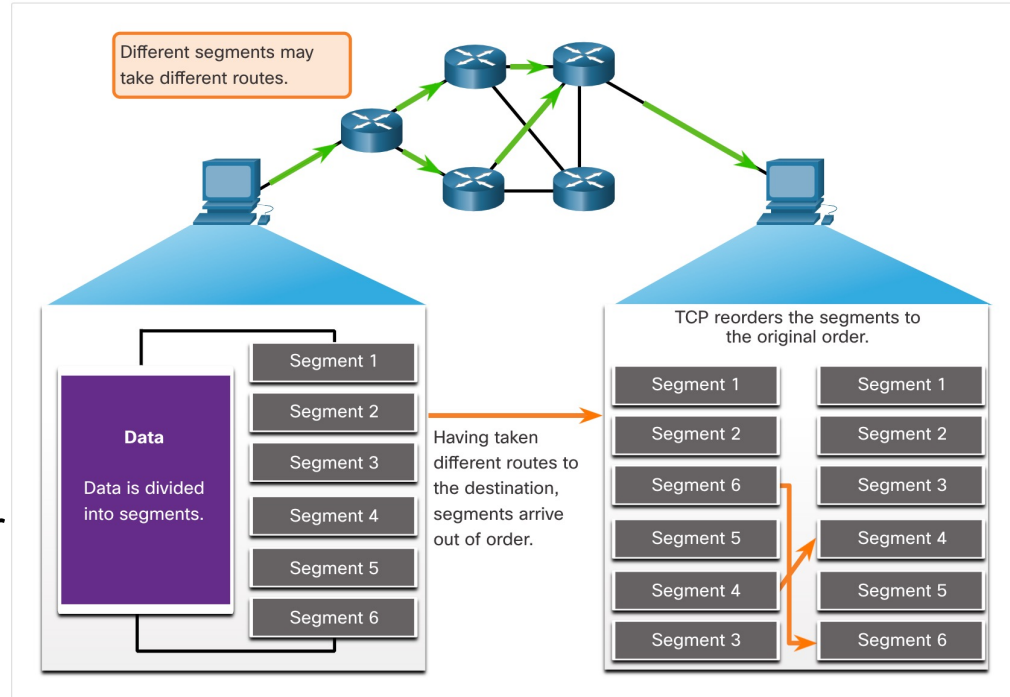 Different segments may
take different routes.
Data
Data is divided
into segments.
Segment 1
Segment 2
Segment 3
Segment 4
Segment 5
Segment 6
Having taken
different routes to
the destination,
segments arrive
out of order.
TCP reorders the segments to
the original order.
Segment 1
Segment 2
Segment 6
Segment 5
Segment 4
Segment 3
Segment 1
Segment 2
Segment 3
Segment 4
Segment 5
Segment 6